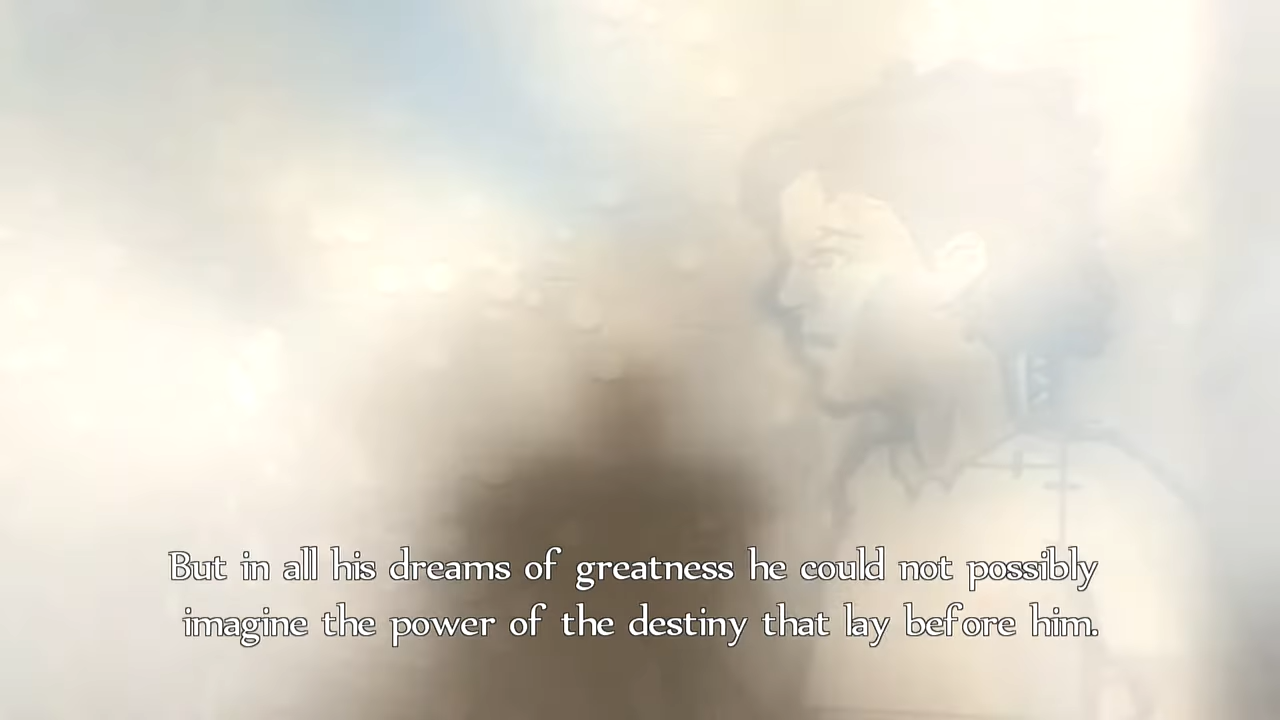 But in all his dreams of greatness he could not possibly
imagine the power of the destiny that lay before him.